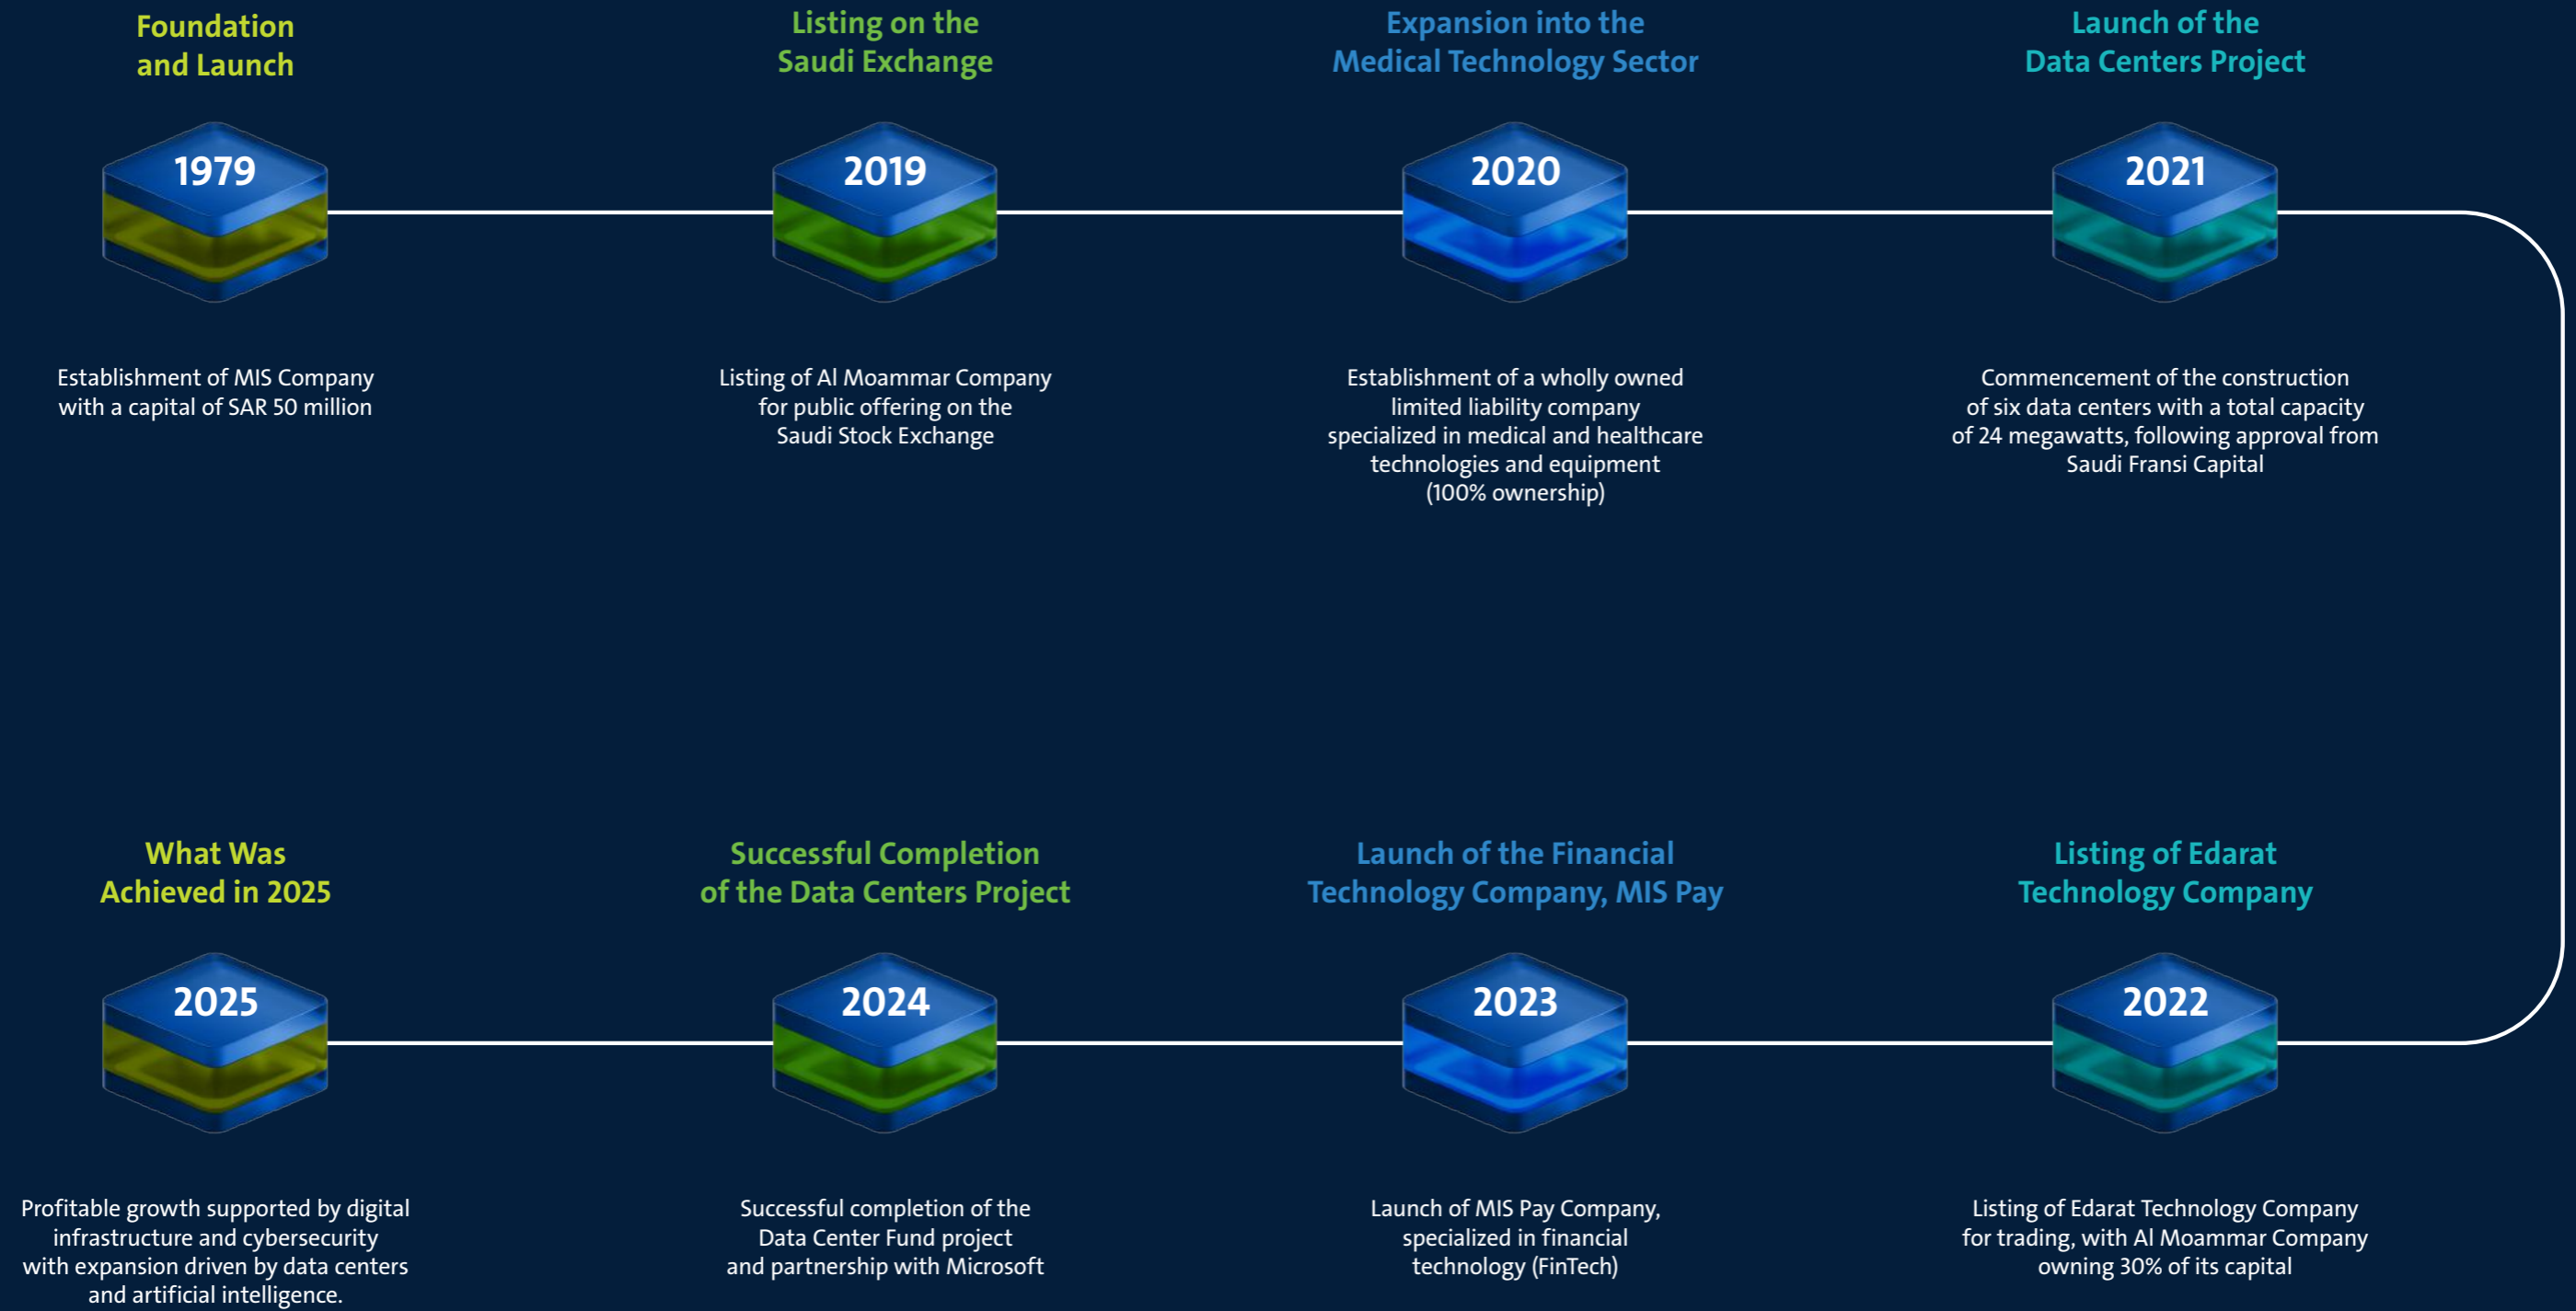 Foundation
and Launch
1979
Establishment of MIS Company
with a capital of SAR 50 million
Listing on the
Saudi Exchange
2019
Listing of Al Moammar Company
for public offering on the
Saudi Stock Exchange
Expansion into the
Medical Technology Sector
2020
Establishment of a wholly owned
limited liability company
specialized in medical and healthcare
technologies and equipment
(100% ownership)
Launch of the
Data Centers Project
2021
Commencement of the construction
of six data centers with a total capacity
of 24 megawatts, following approval from
Saudi Fransi Capital
Listing of Edarat
Technology Company
2022
Listing of Edarat Technology Company
for trading, with Al Moammar Company
owning 30% of its capital
Launch of the Financial
Technology Company, MIS Pay
2023
Launch of MIS Pay Company,
specialized in financial
technology (FinTech)
Successful Completion
of the Data Centers Project
2024
Successful completion of the
Data Center Fund project
and partnership with Microsoft
What Was
Achieved in 2025
2025
Profitable growth supported by digital
infrastructure and cybersecurity
with expansion driven by data centers
and artificial intelligence.